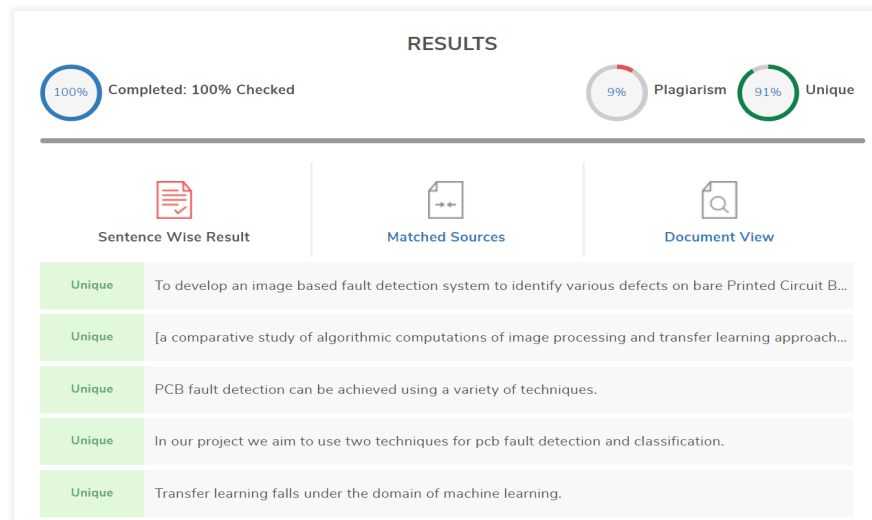 RESULTS
100%
Completed: 100% Checked
9%
Plagiarism
91%
Unique
Sentence Wise Result
Matched Sources
Document View
Unique To develop an image based fault detection system to identify various defects on bare Printed Circuit B...
Unique [a comparative study of algorithmic computations of image processing and transfer learning approach...
Unique PCB fault detection can be achieved using a variety of techniques.
Unique In our project we aim to use two techniques for pcb fault detection and classification.
Unique Transfer learning falls under the domain of machine learning.